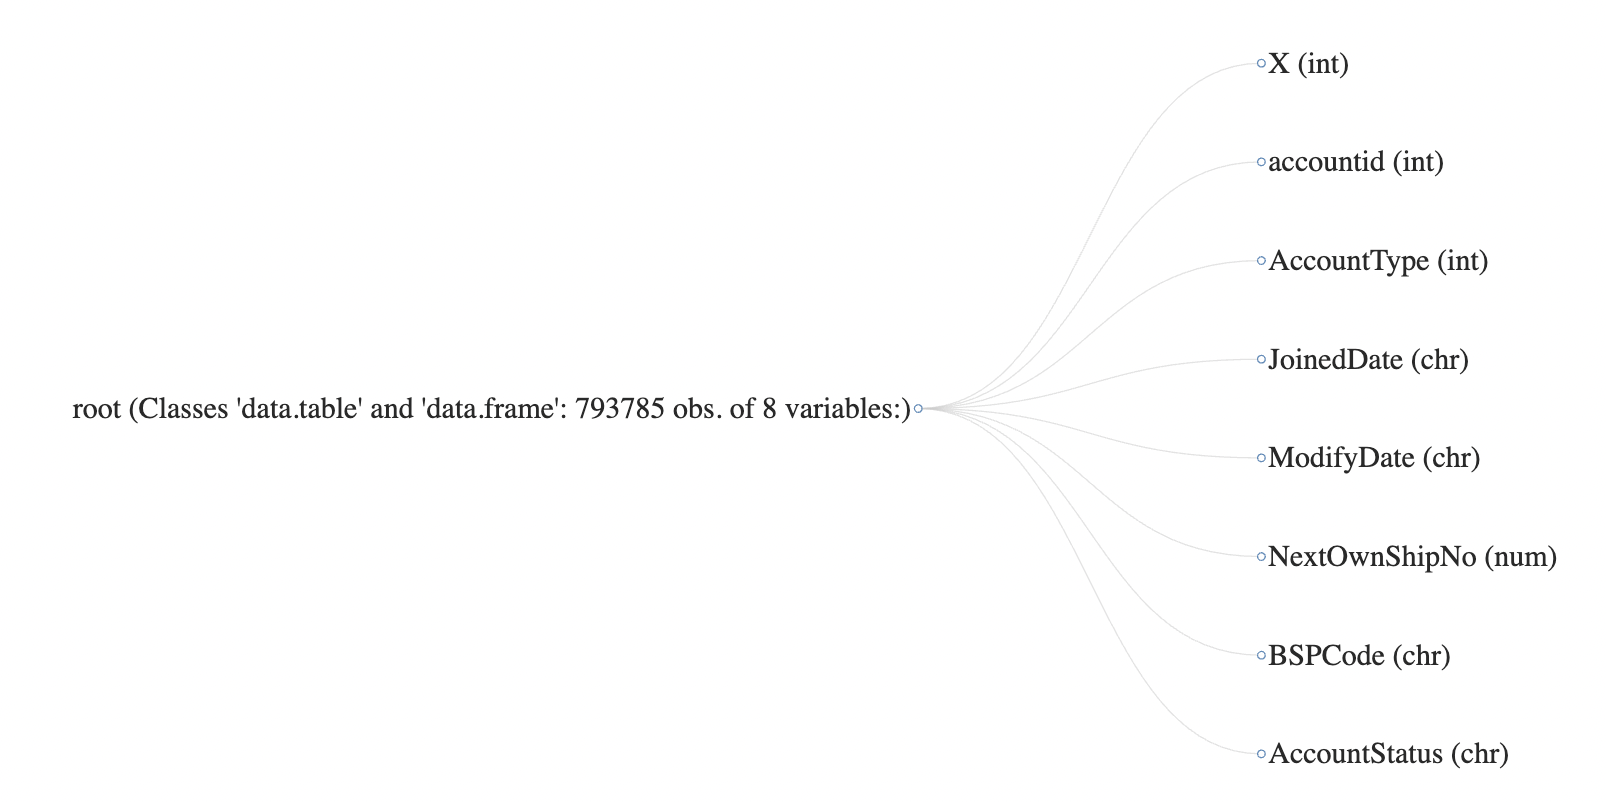 X (int)
accountid (int)
AccountType (int)
JoinedDate (chr)
root (Classes 'data.table' and 'data.frame': 793785 obs. of 8 variables:)
ModifyDate (chr)
NextOwnShipNo (num)
BSPCode (chr)
AccountStatus (chr)